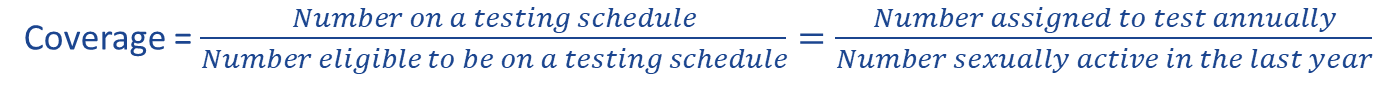 Coverage = Number on a testing schedule / Number eligible to be on a testing schedule = Number assigned to test annually / Number sexually active in the last year